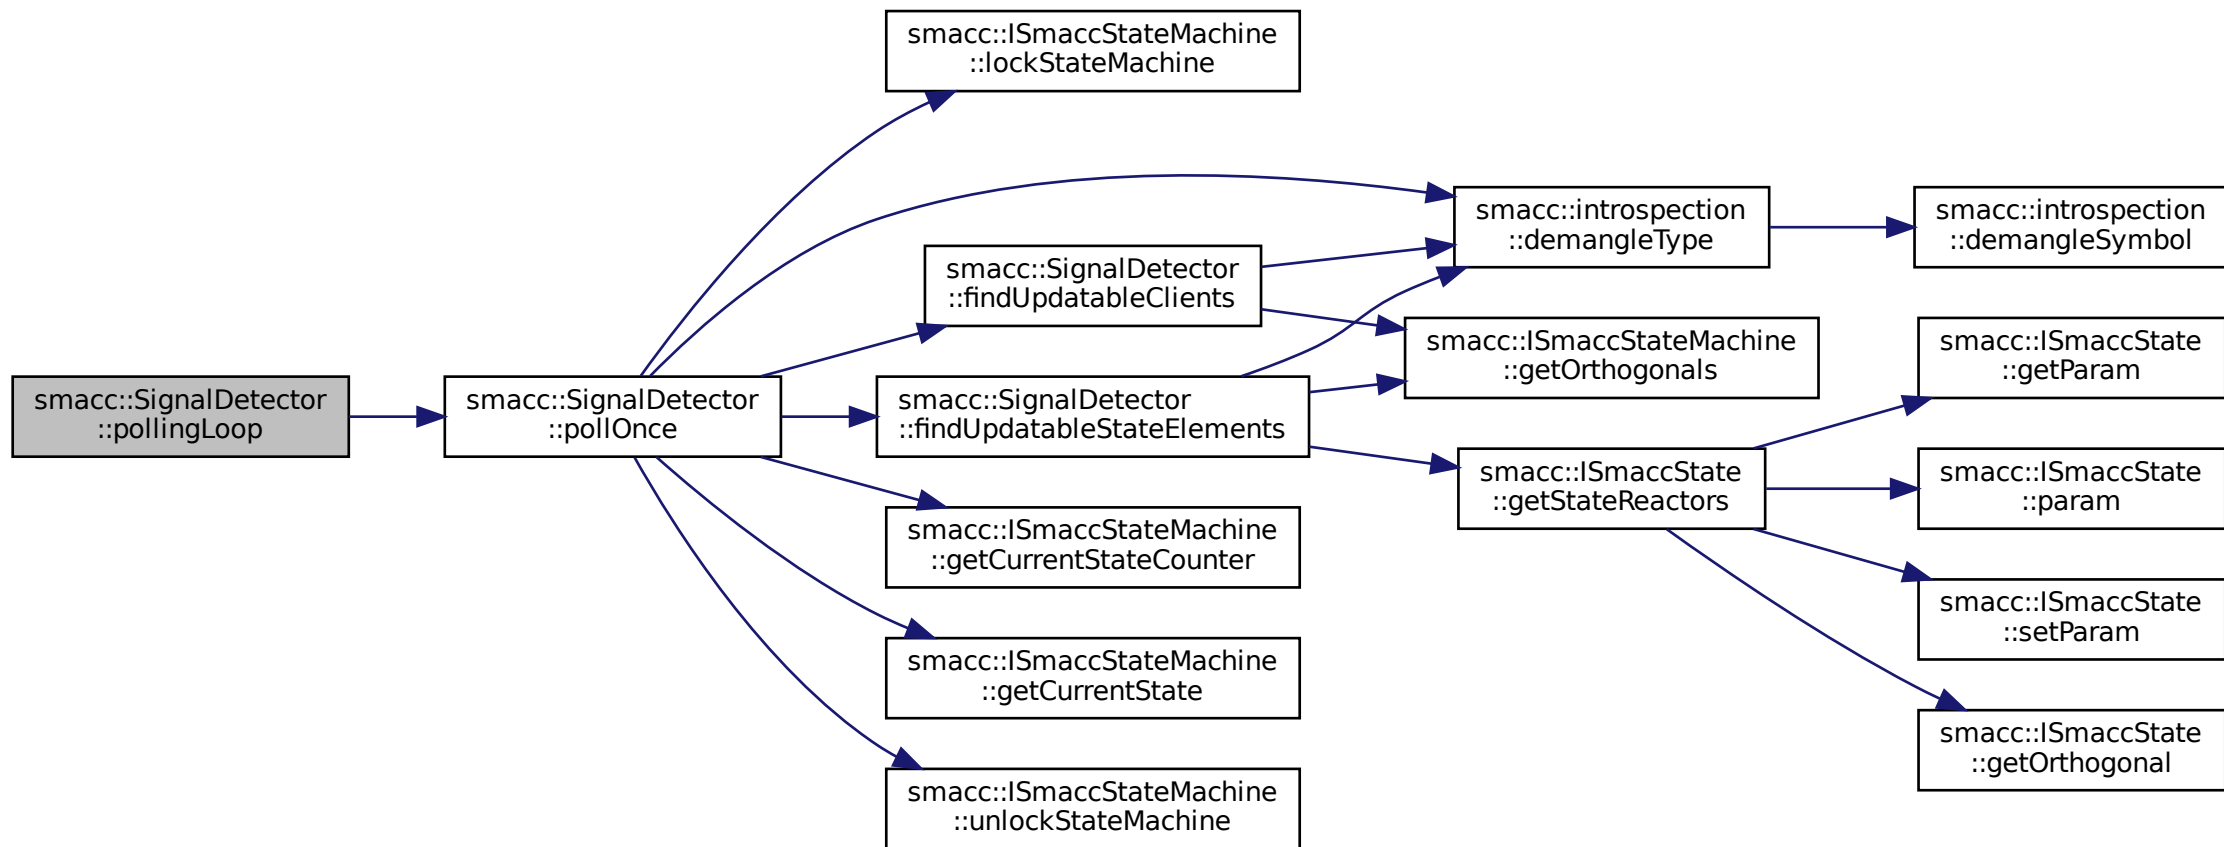 smacc::SignalDetector
::pollingLoop
smacc::SignalDetector
::pollOnce
smacc::ISmaccStateMachine
::lockStateMachine
smacc::SignalDetector
::findUpdatableClients
smacc::SignalDetector
::findUpdatableStateElements
smacc::ISmaccStateMachine
::getCurrentStateCounter
smacc::ISmaccStateMachine
::getCurrentState
smacc::ISmaccStateMachine
::unlockStateMachine
smacc::introspection
::demangleType
smacc::ISmaccStateMachine
::getOrthogonals
smacc::ISmaccState
::getStateReactors
smacc::introspection
::demangleSymbol
smacc::ISmaccState
::getParam
smacc::ISmaccState
::param
smacc::ISmaccState
::setParam
smacc::ISmaccState
::getOrthogonal